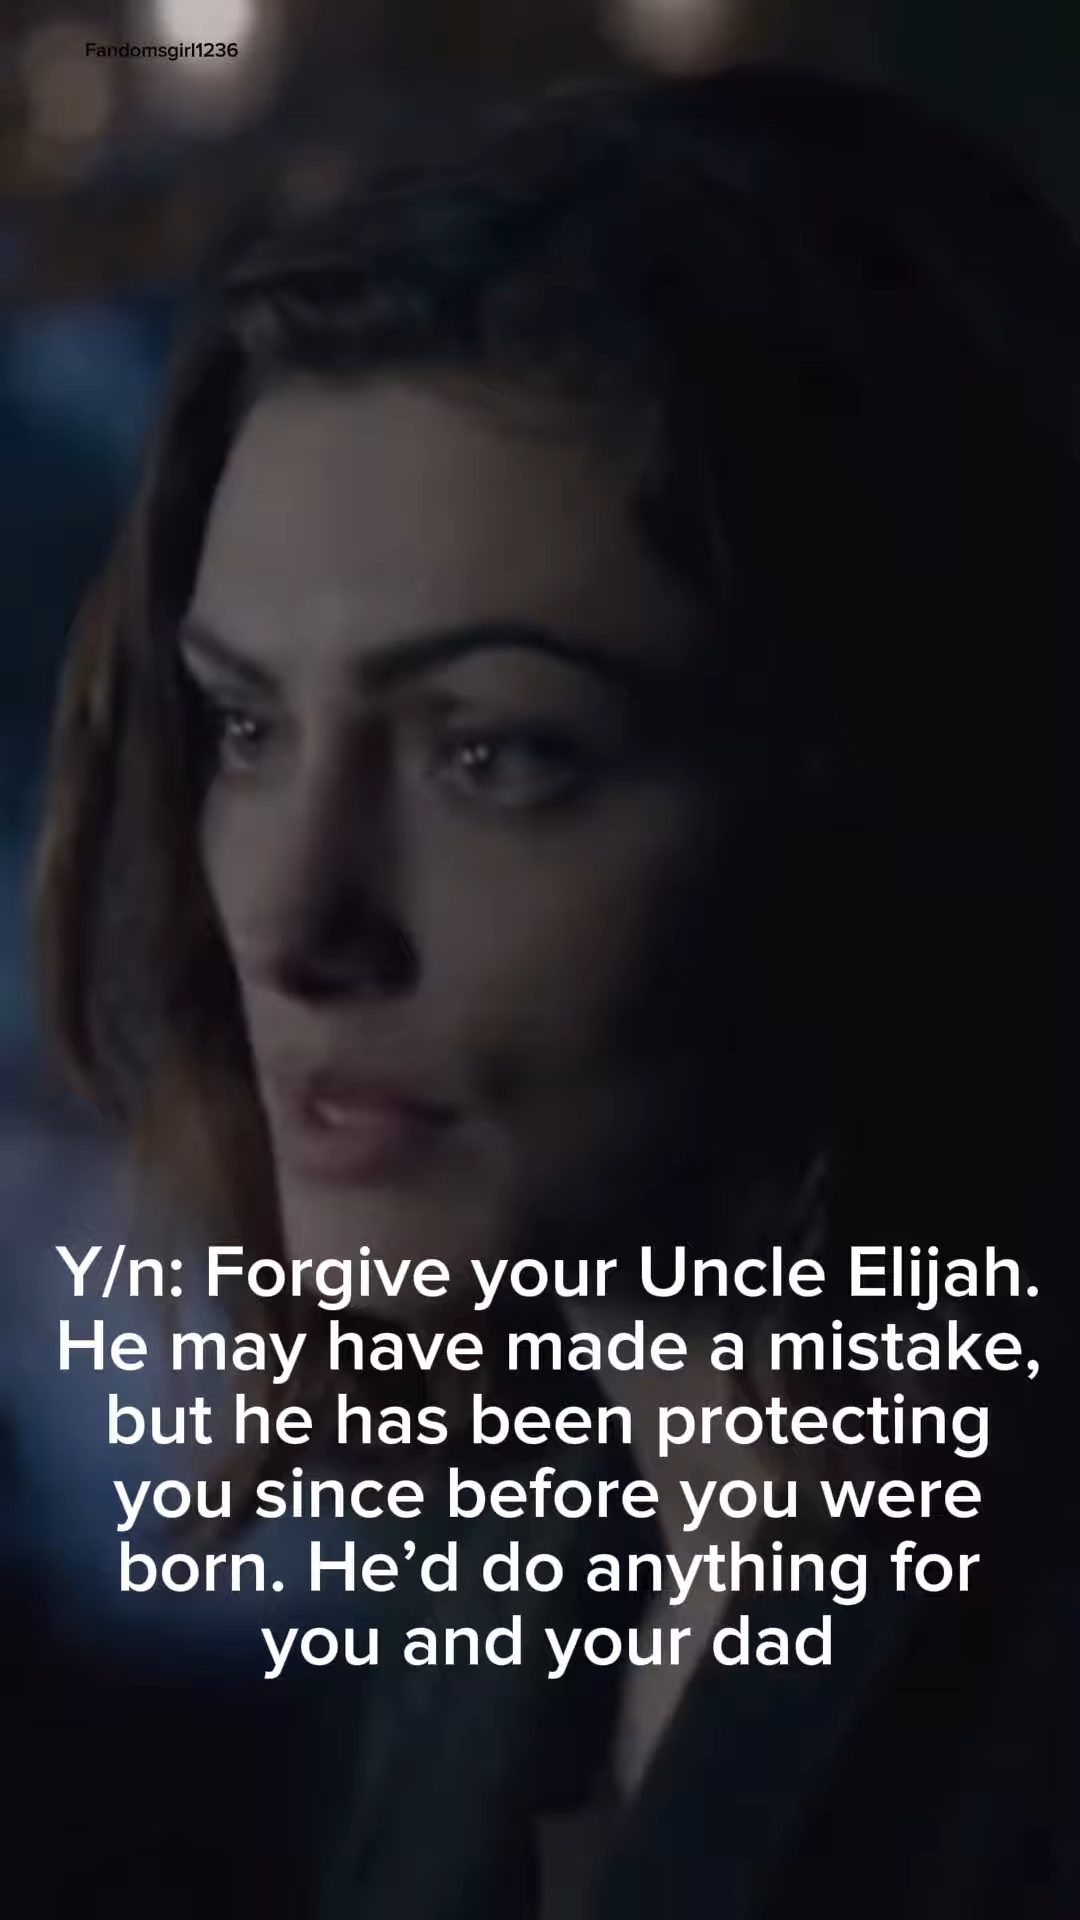 Fandomsgirl1236
Y/n: Forgive your Uncle Elijah.
He may have made a mistake,
but he has been protecting
you since before you were
born. He’d do anything for
you and your dad